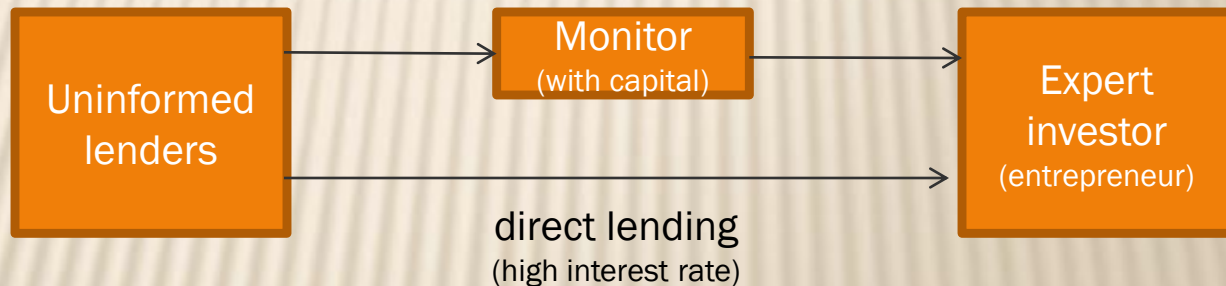 Uninformed
lenders
Monitor
(with capital)
Expert
investor
(entrepreneur)
direct lending
(high interest rate)